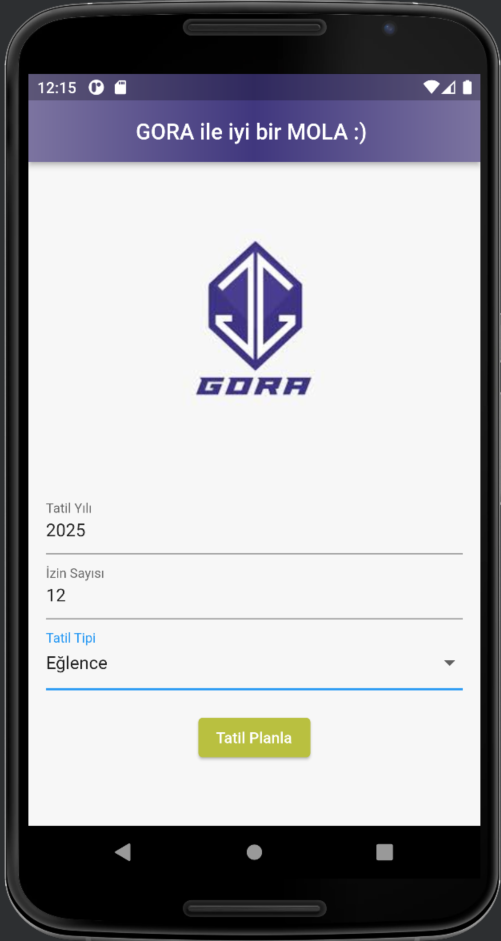 12:15
GORA ile iyi bir MOLA :)
GORA
Tatil Yılı
2025
İzin Sayısı
12
Tatil Tipi
Eğlence
Tatil Planla